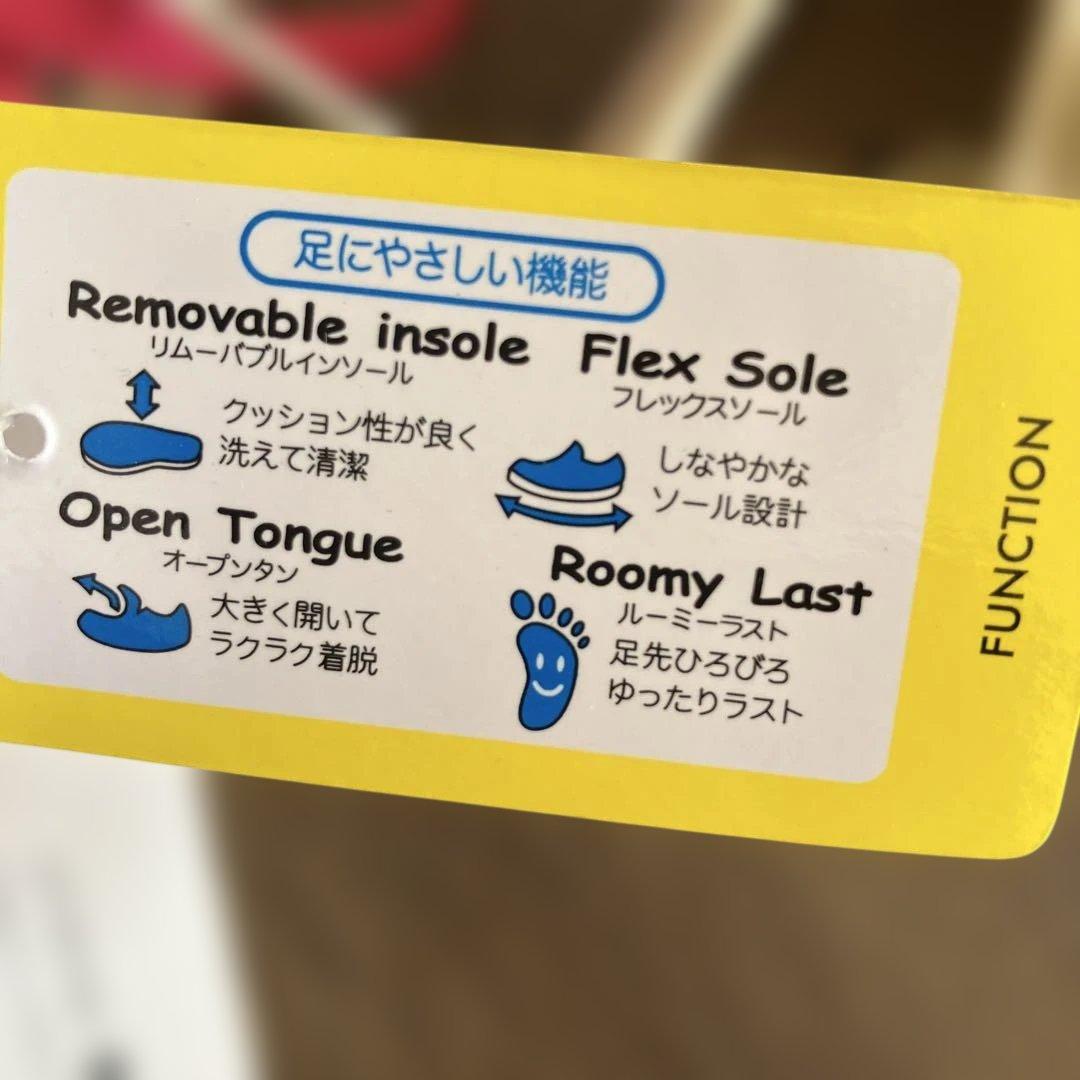 足にやさしい機能
Removable insole
リムーバブルインソール
クッション性が良く
洗えて清潔
Flex Sole
フレックスソール
しなやかな
ソール設計
Open Tongue
オープンタン
大きく開いて
ラクラク着脱
Roomy Last
ルーミーラスト
足先ひろびろ
ゆったりラスト
FUNCTION